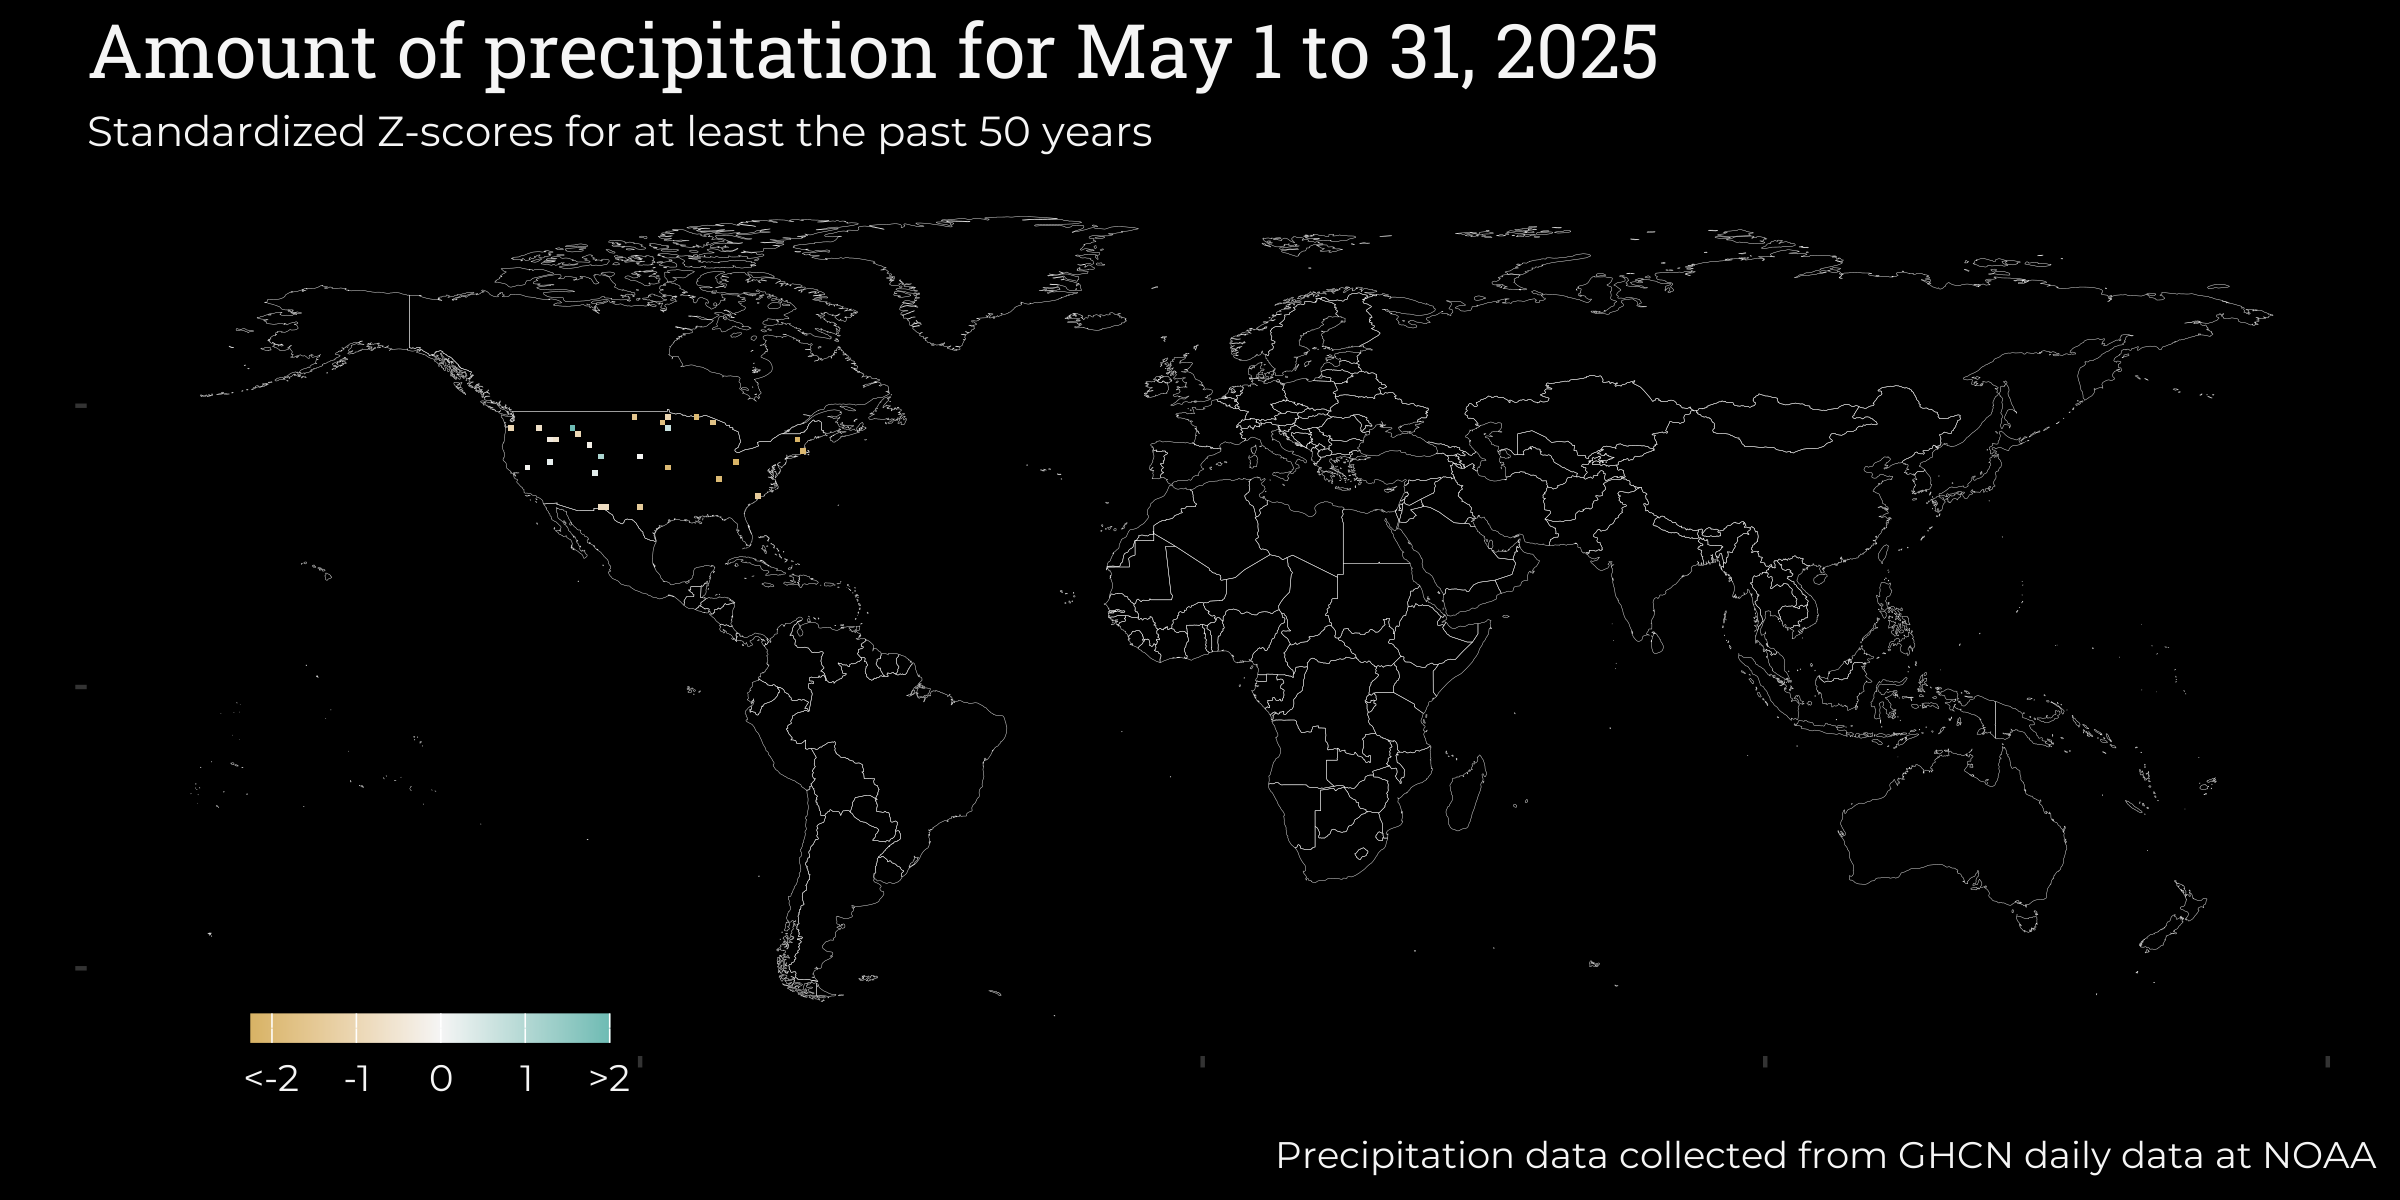 Amount of precipitation for May 1 to 31, 2025
Standardized Z-scores for at least the past 50 years
<-2 -1 0 1 >2
Precipitation data collected from GHCN daily data at NOAA